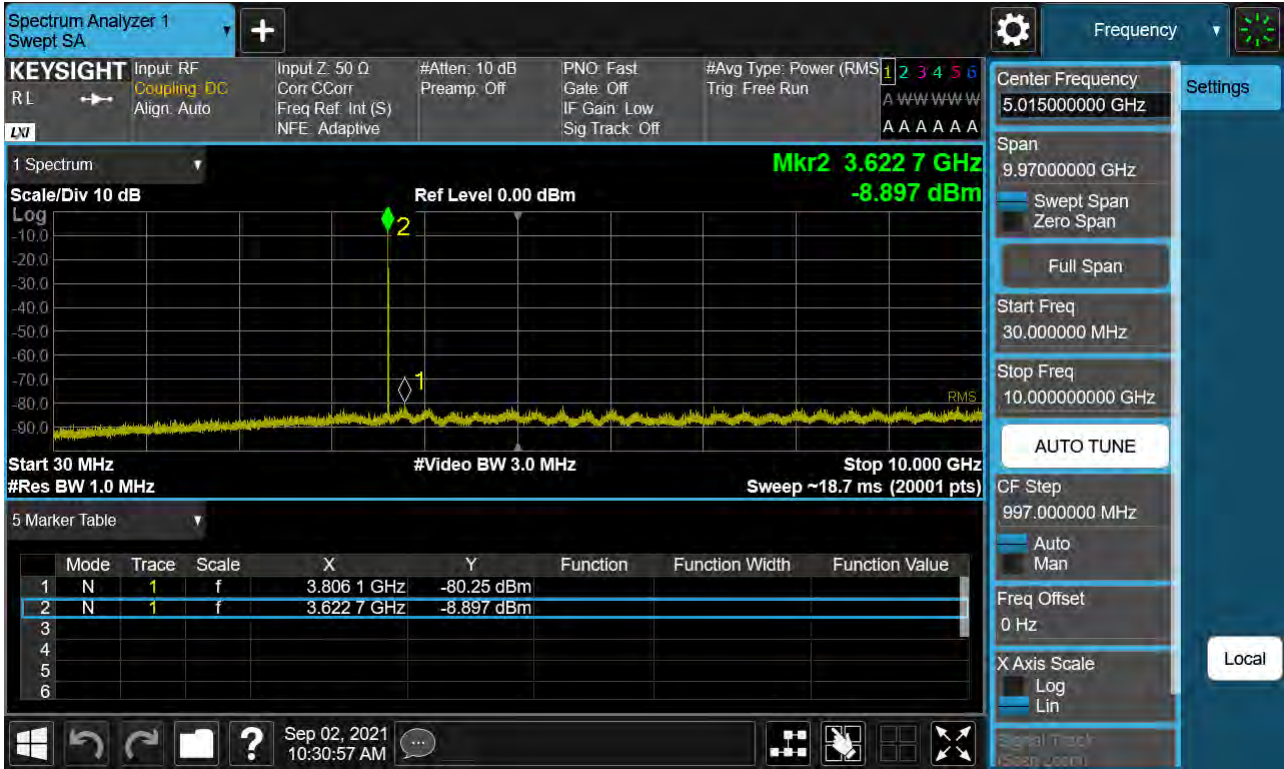 Spectrum Analyzer 1
Swept SA
+
Frequency
KEYSIGHT
R L
LXI
Input: RF
Coupling: DC
Align: Auto
Input Z: 50 Ω
Corr CCorr
Freq Ref: Int (S)
NFE: Adaptive
#Atten: 10 dB
Preamp: Off
PNO: Fast
Gate: Off
IF Gain: Low
Sig Track: Off
#Avg Type: Power (RMS
Trig: Free Run
1 2 3 4 5 6
A W W W W W
A A A A A A
1 Spectrum
Mkr2 3.622 7 GHz
-8.897 dBm
Scale/Div 10 dB
Ref Level 0.00 dBm
Log
-10.0
-20.0
-30.0
-40.0
-50.0
-60.0
-70.0
-80.0
-90.0
2
1
RMS
Start 30 MHz
#Video BW 3.0 MHz
Stop 10.000 GHz
#Res BW 1.0 MHz
Sweep ~18.7 ms (20001 pts)
5 Marker Table
Mode Trace Scale X Y Function Function Width Function Value
1 N 1 f 3.806 1 GHz -80.25 dBm
2 N 1 f 3.622 7 GHz -8.897 dBm
3
4
5
6
Sep 02, 2021
10:30:57 AM
?
Center Frequency
5.015000000 GHz
Span
9.97000000 GHz
Swept Span
Zero Span
Full Span
Start Freq
30.000000 MHz
Stop Freq
10.000000000 GHz
AUTO TUNE
CF Step
997.000000 MHz
Auto
Man
Freq Offset
0 Hz
X Axis Scale
Log
Lin
Signal Track
(Span Zoom)
Settings
Local